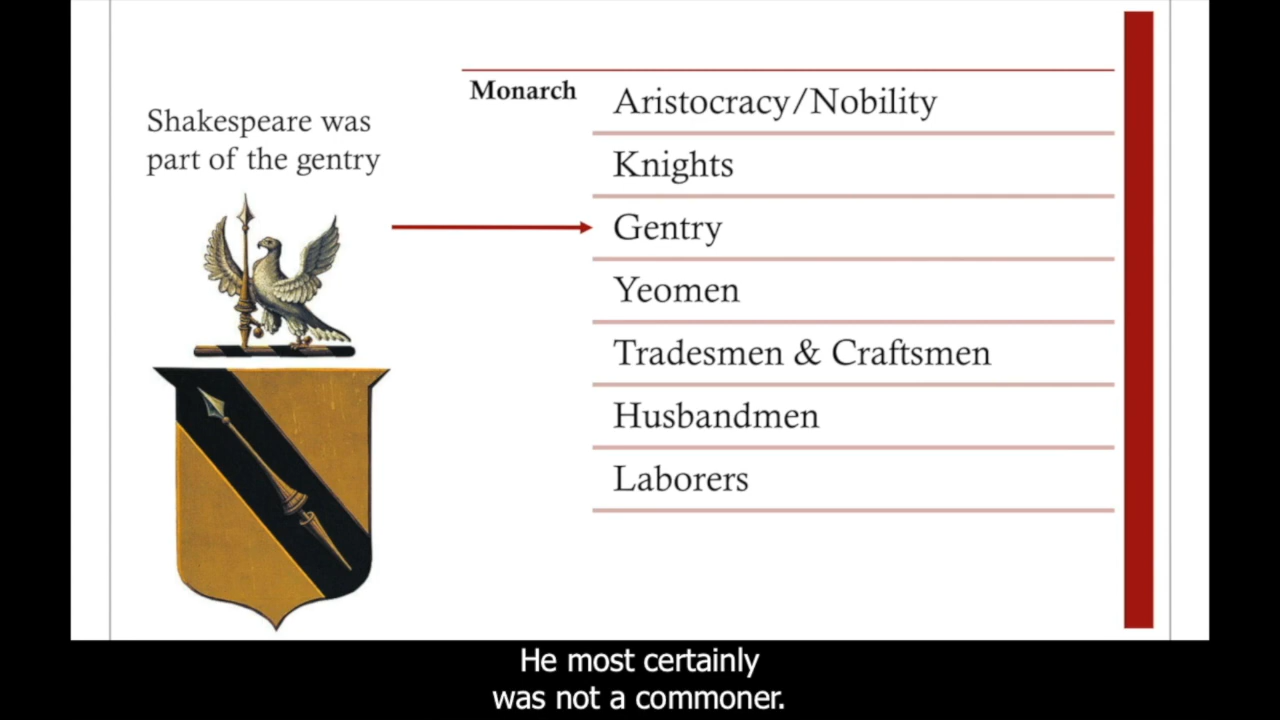 Shakespeare was
part of the gentry
Monarch
Aristocracy/Nobility
Knights
Gentry
Yeomen
Tradesmen & Craftsmen
Husbandmen
Laborers
He most certainly
was not a commoner.